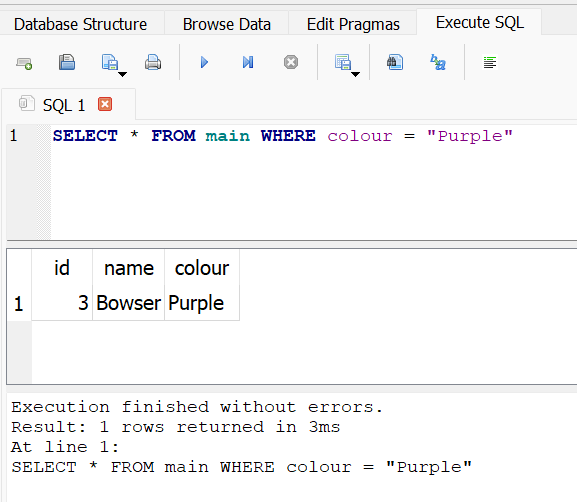 Database Structure Browse Data Edit Pragmas Execute SQL
SQL 1
1 SELECT * FROM main WHERE colour = "Purple"
id name colour
1 3 Bowser Purple
Execution finished without errors.
Result: 1 rows returned in 3ms
At line 1:
SELECT * FROM main WHERE colour = "Purple"